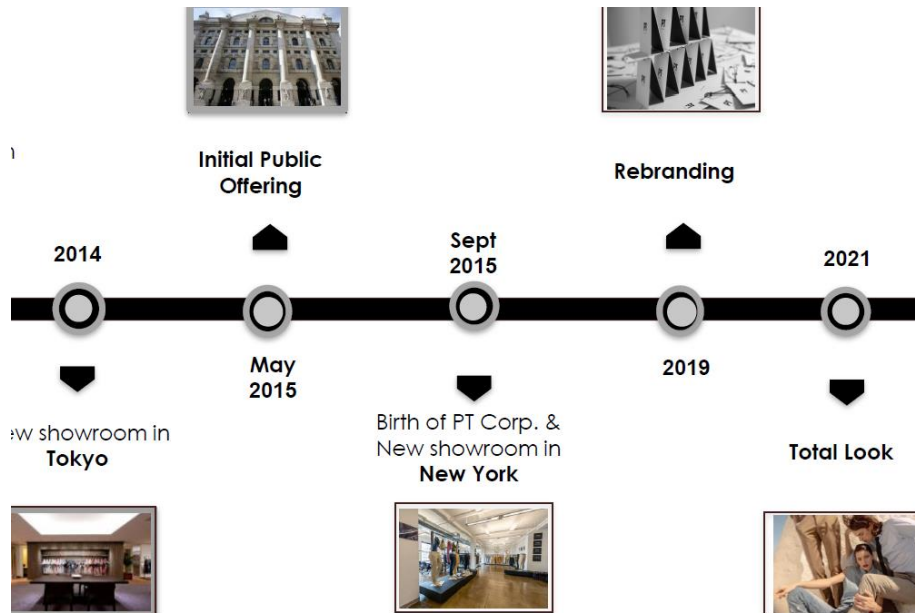 Initial Public
Offering
Rebranding
2014
Sept
2015
2021
May
2015
2019
ew showroom in
Tokyo
Birth of PT Corp. &
New showroom in
New York
Total Look